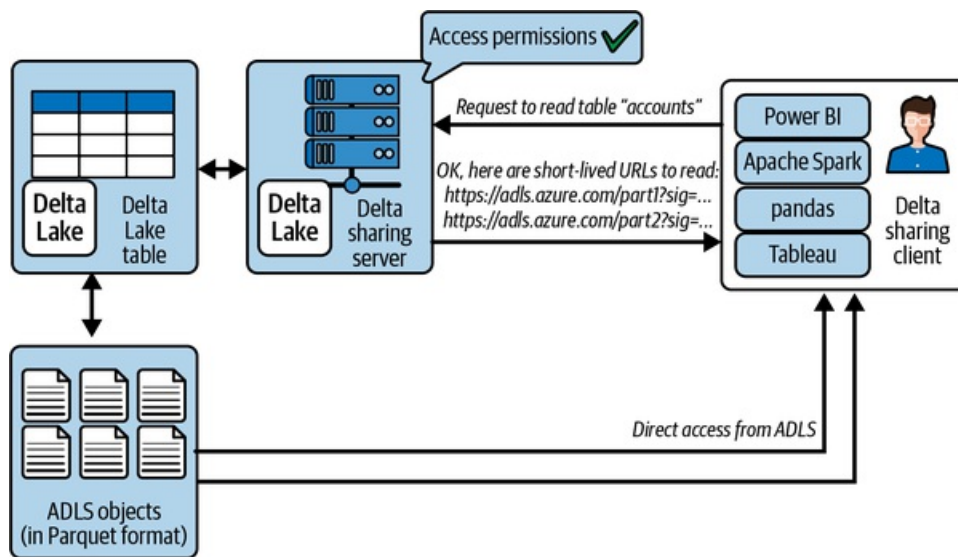 Access permissions
Delta
Lake
Delta
Lake
table
Delta
Lake
Delta
sharing
server
Request to read table "accounts"
OK, here are short-lived URLs to read:
https://adls.azure.com/part1?sig=...
https://adls.azure.com/part2?sig=...
Power BI
Apache Spark
pandas
Tableau
Delta
sharing
client
Direct access from ADLS
ADLS objects
(in Parquet format)